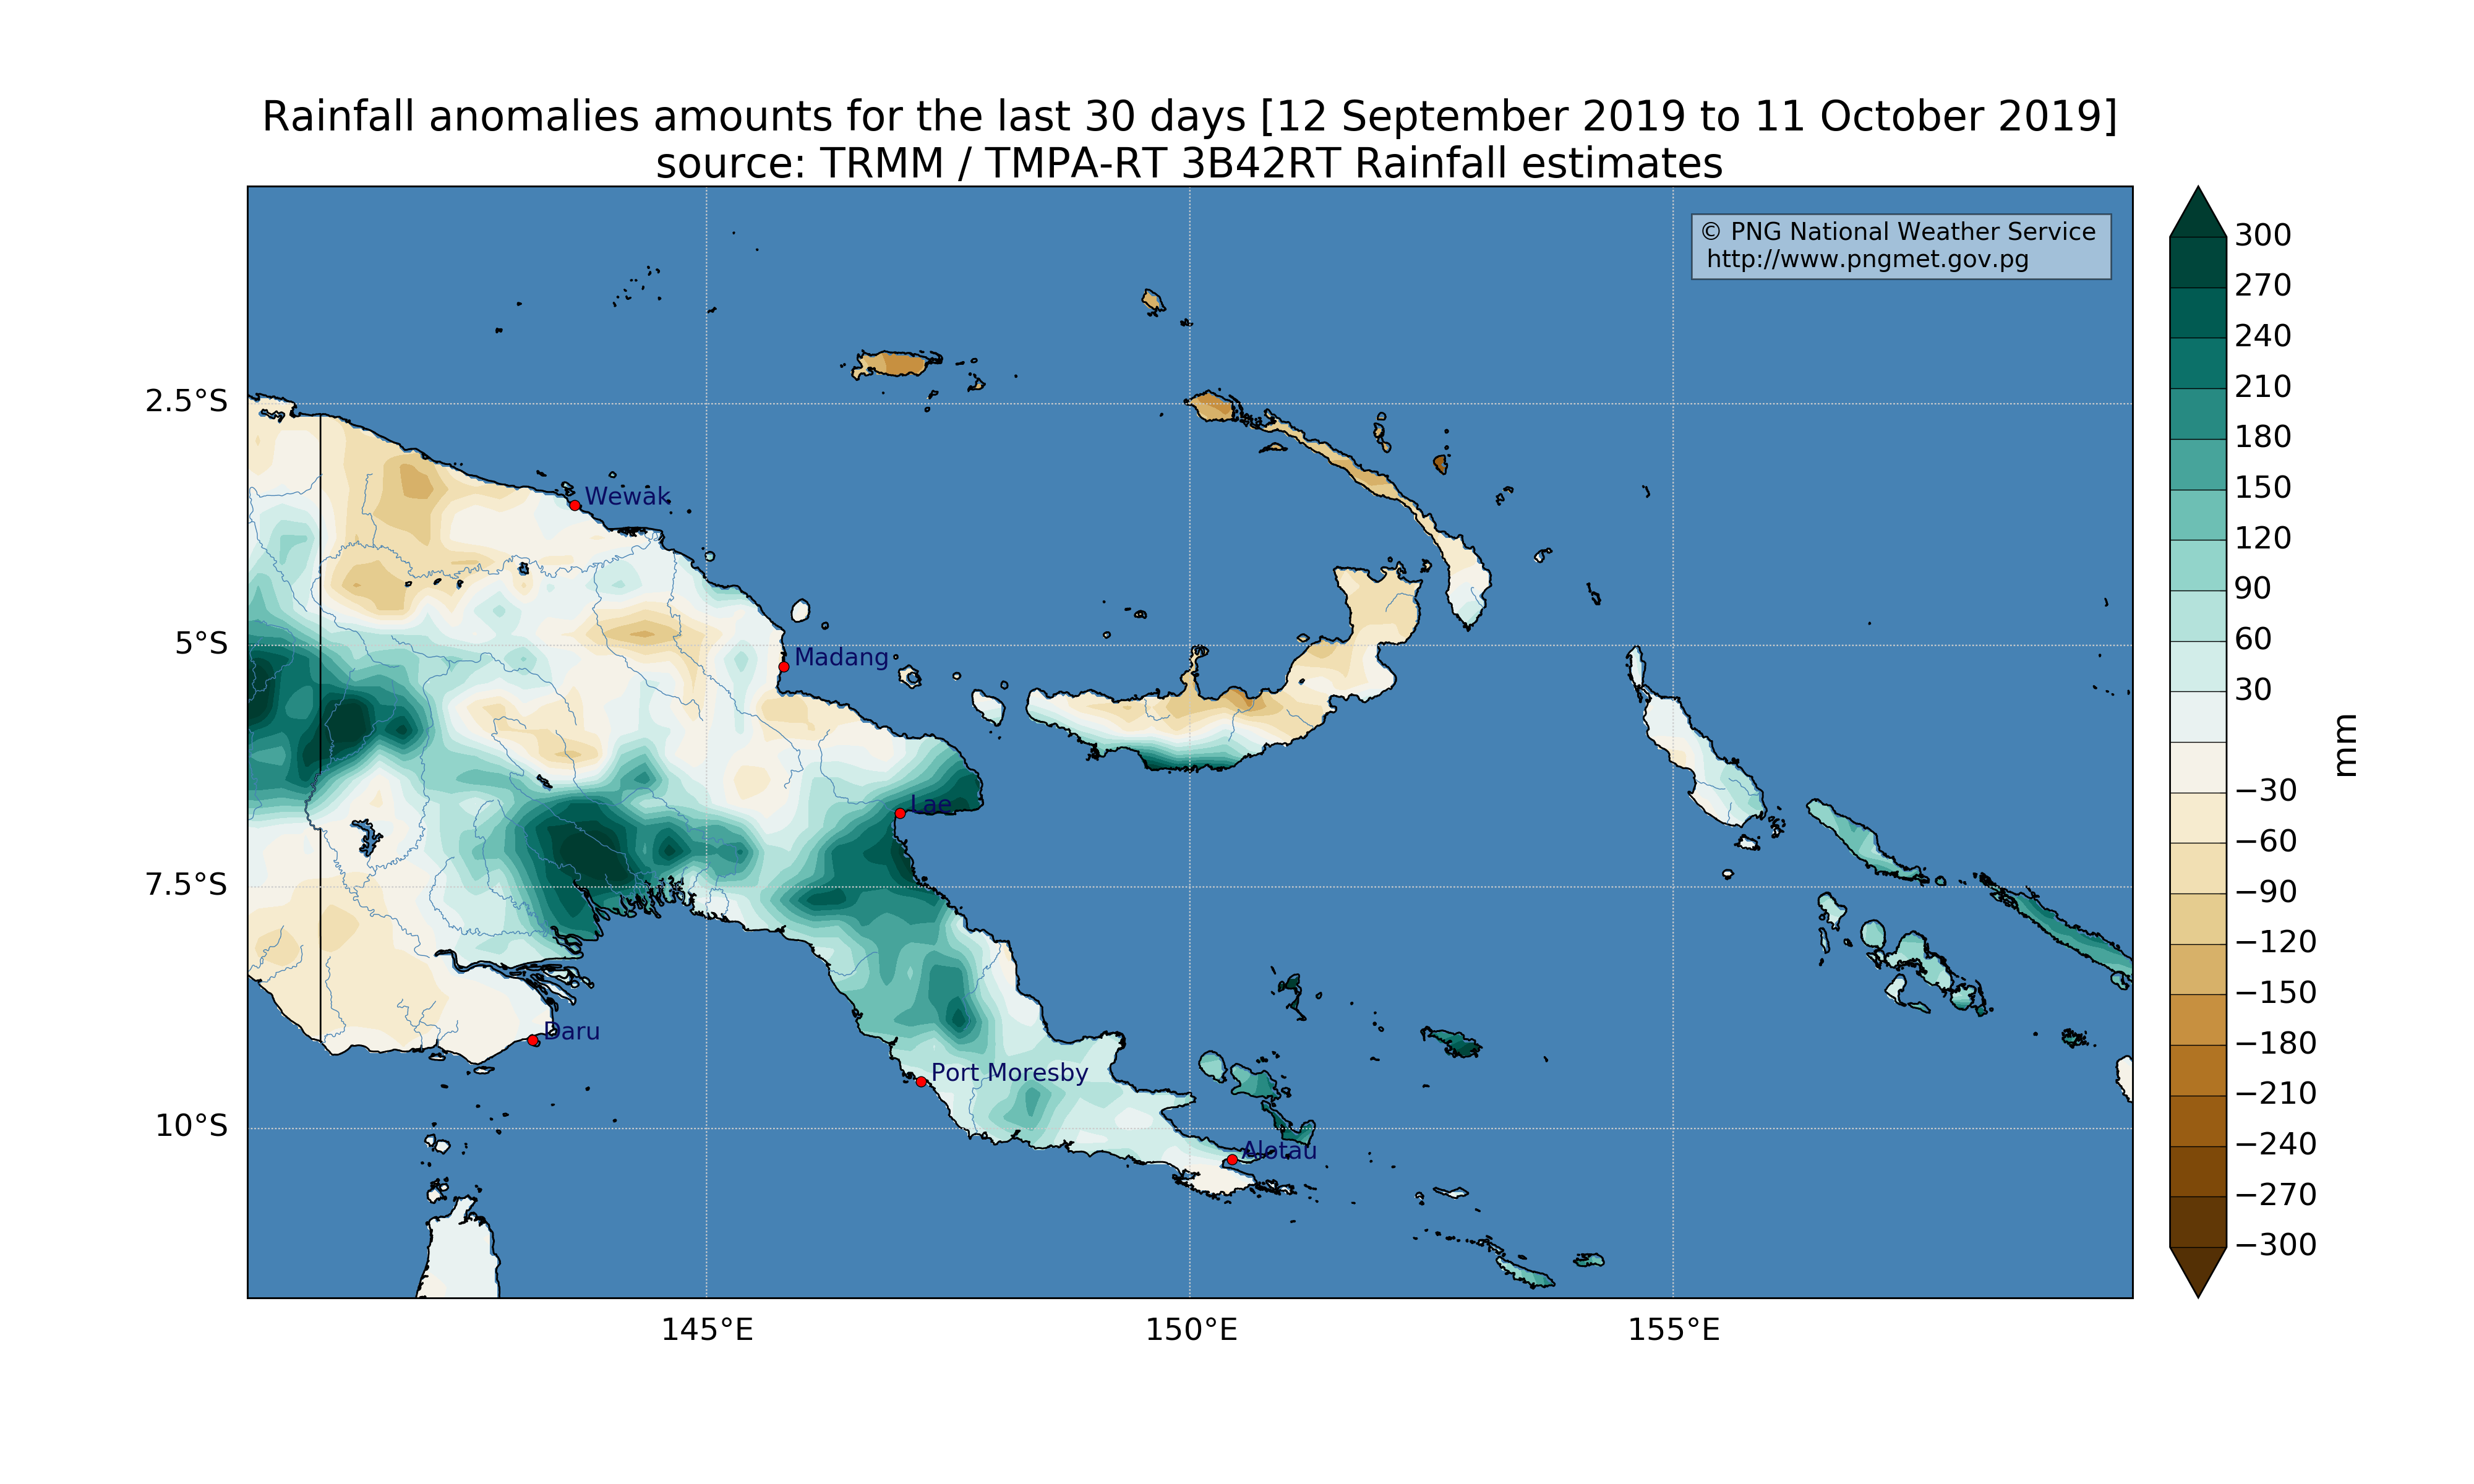 Rainfall anomalies amounts for the last 30 days [12 September 2019 to 11 October 2019]
source: TRMM / TMPA-RT 3B42RT Rainfall estimates
© PNG National Weather Service
http://www.pngmet.gov.pg
2.5°S
5°S
7.5°S
10°S
145°E
150°E
155°E
Wewak
Madang
Lae
Daru
Port Moresby
Alotau
300
270
240
210
180
150
120
90
60
30
−30
−60
−90
−120
−150
−180
−210
−240
−270
−300
mm